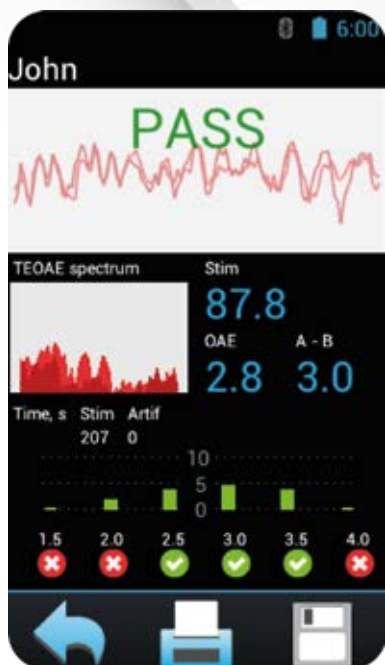 6:00
John
PASS
TEOAE spectrum
Stim
87.8
OAE A - B
2.8 3.0
Time, s Stim Artif
207 0
10
5
0
1.5 2.0 2.5 3.0 3.5 4.0